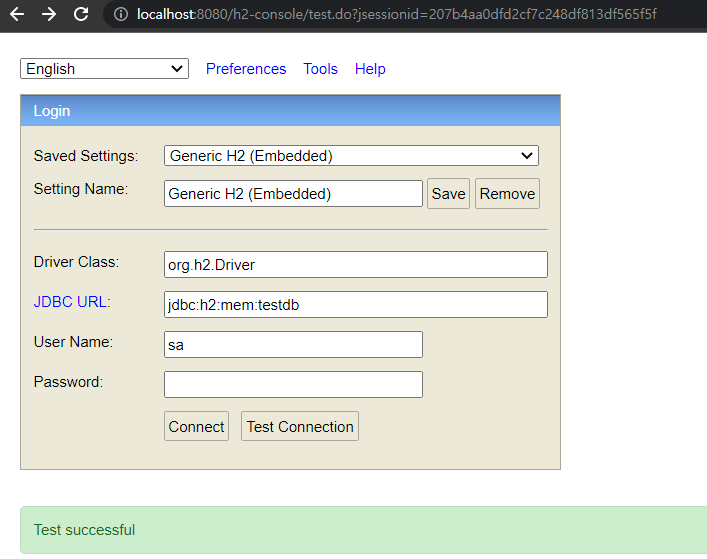 localhost:8080/h2-console/test.do?jsessionid=207b4aa0dfd2cf7c248df813df565f5f
English Preferences Tools Help
Login
Saved Settings: Generic H2 (Embedded)
Setting Name: Generic H2 (Embedded) Save Remove
Driver Class: org.h2.Driver
JDBC URL: jdbc:h2:mem:testdb
User Name: sa
Password:
Connect Test Connection
Test successful